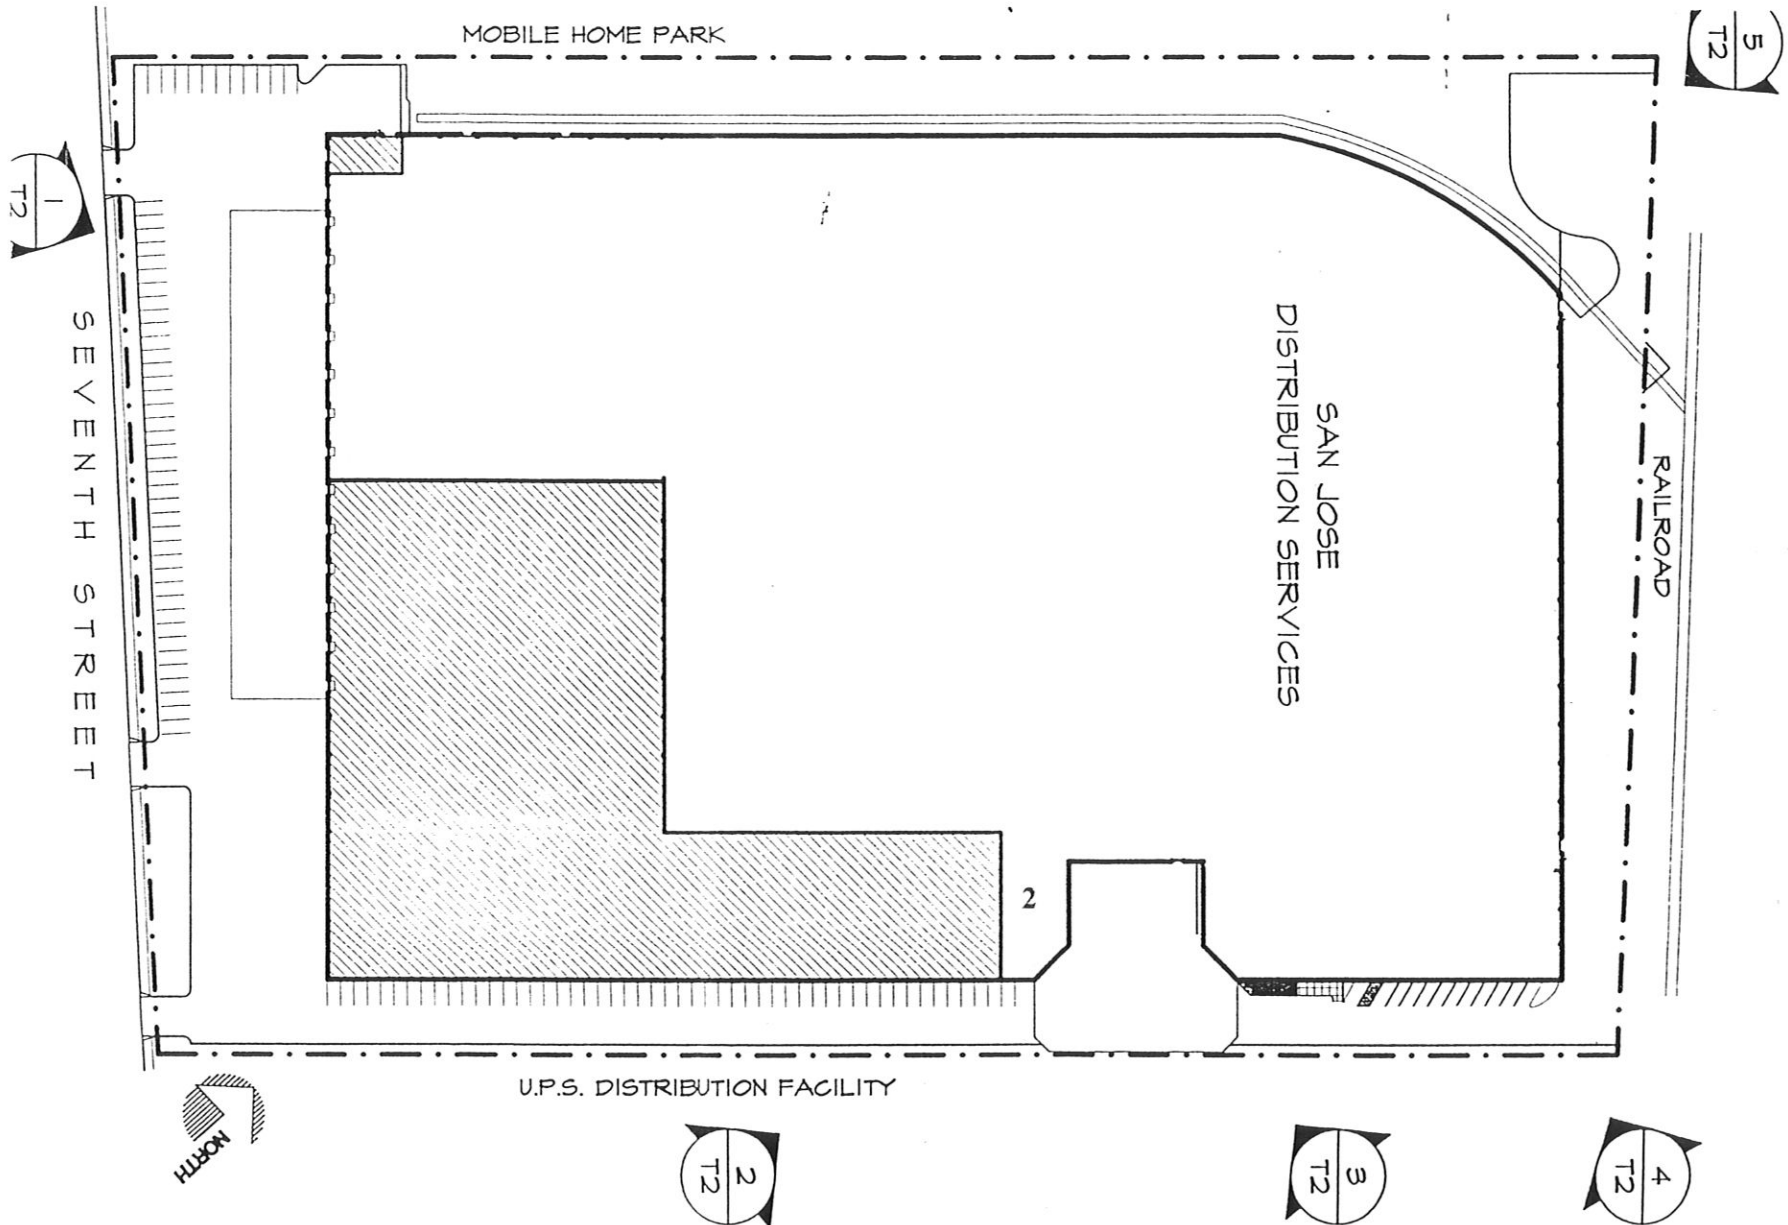 MOBILE HOME PARK
5
T2
1
T2
SEVENTH STREET
SAN JOSE
DISTRIBUTION SERVICES
RAILROAD
2
U.P.S. DISTRIBUTION FACILITY
NORTH
2
T2
3
T2
4
T2